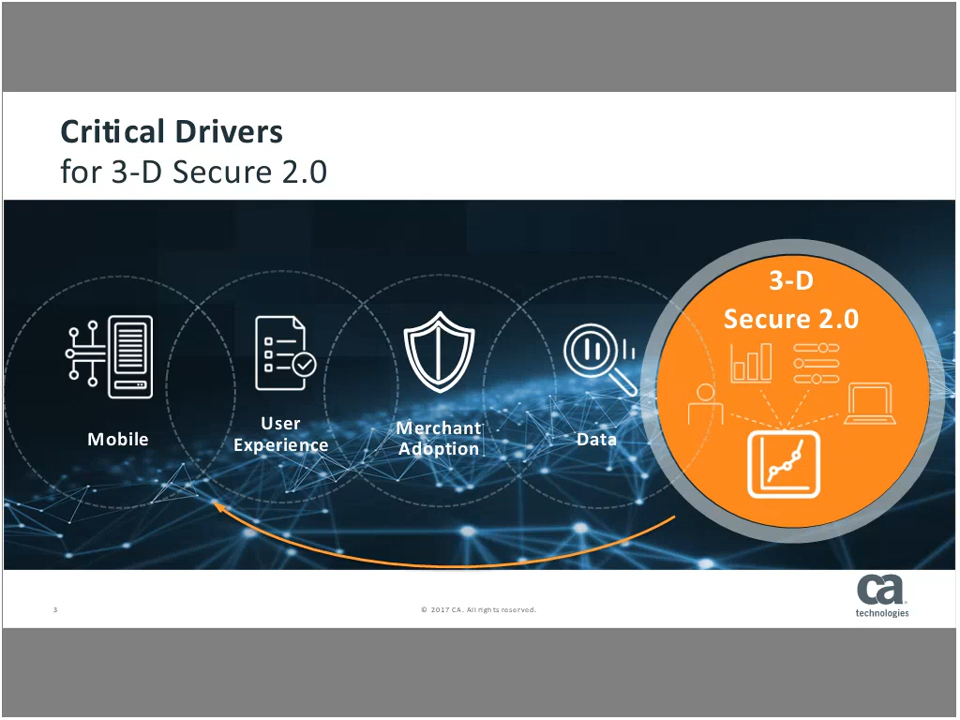 Critical Drivers
for 3-D Secure 2.0
Mobile
User
Experience
Merchant
Adoption
Data
3-D
Secure 2.0
3
© 2017 CA. All rights reserved.
ca
technologies